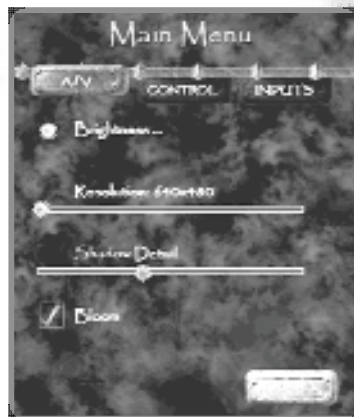 Main Menu
A/V CONTROL INPUTS
Brightness...
Resolution: 640x480
Shadow Detail
Bloom